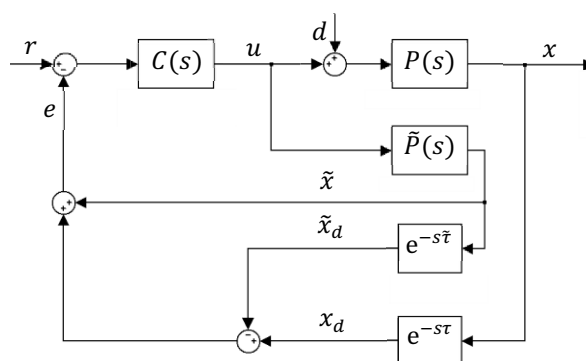 r
C(s)
u
d
P(s)
x
e
P̃(s)
x̃
x̃_d
e^{-sτ̃}
x_d
e^{-sτ}